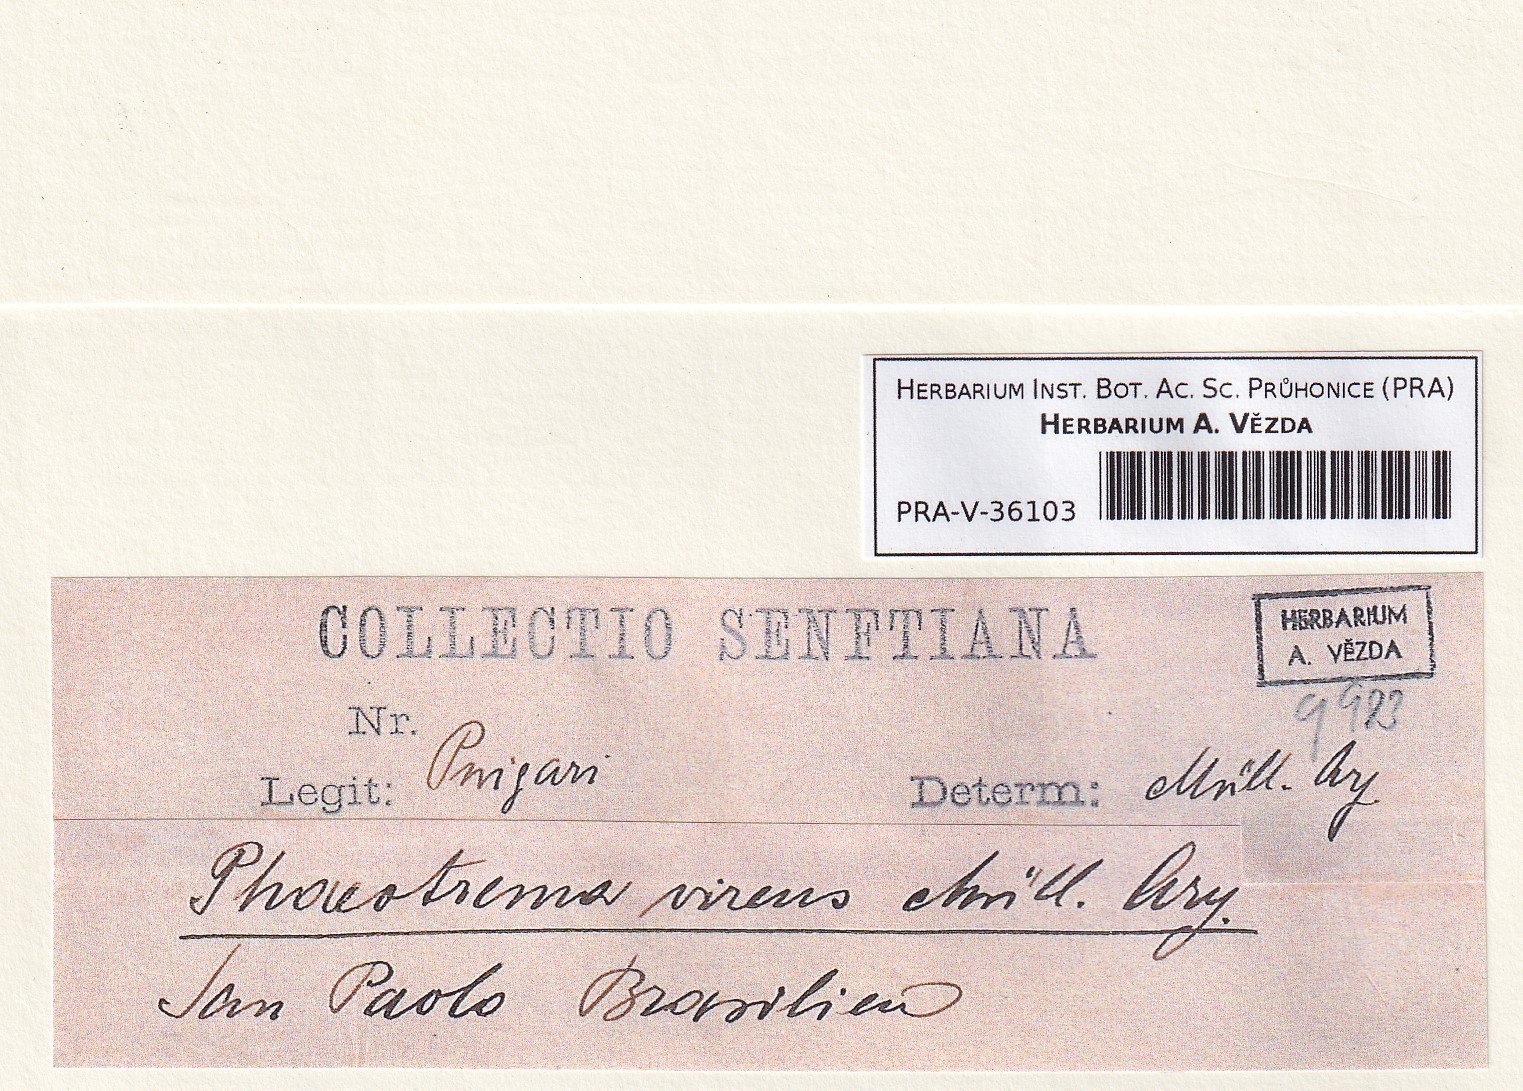 HERBARIUM INST. BOT. AC. SC. PRŮHONICE (PRA)
HERBARIUM A. VĚZDA
PRA-V-36103
COLLECTIO SENFTIANA
HERBARIUM
A. VĚZDA
9923
Nr.
Legit: Puigari
Determ: Müll. Arg
Phaeotrema virens Müll. Arg.
San Paolo Brasilien